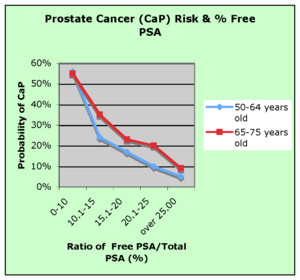 Prostate Cancer (CaP) Risk & % Free
PSA
60%
50%
40%
30%
20%
10%
0%
Probability of CaP
0-10
10.1-15
15.1-20
20.1-25
over 25.00
Ratio of Free PSA/Total
PSA (%)
50-64 years
old
65-75 years
old